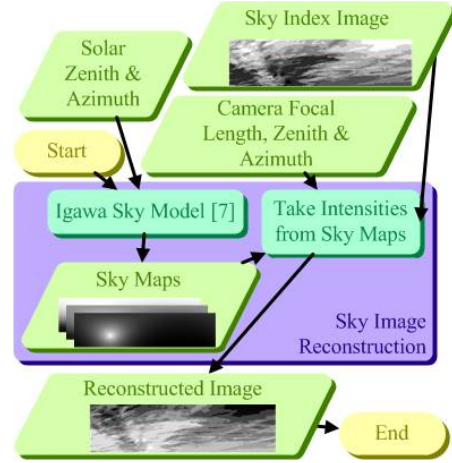 Sky Index Image
Solar
Zenith &
Azimuth
Camera Focal
Length, Zenith &
Azimuth
Start
Igawa Sky Model [7]
Take Intensities
from Sky Maps
Sky Maps
Sky Image
Reconstruction
Reconstructed Image
End